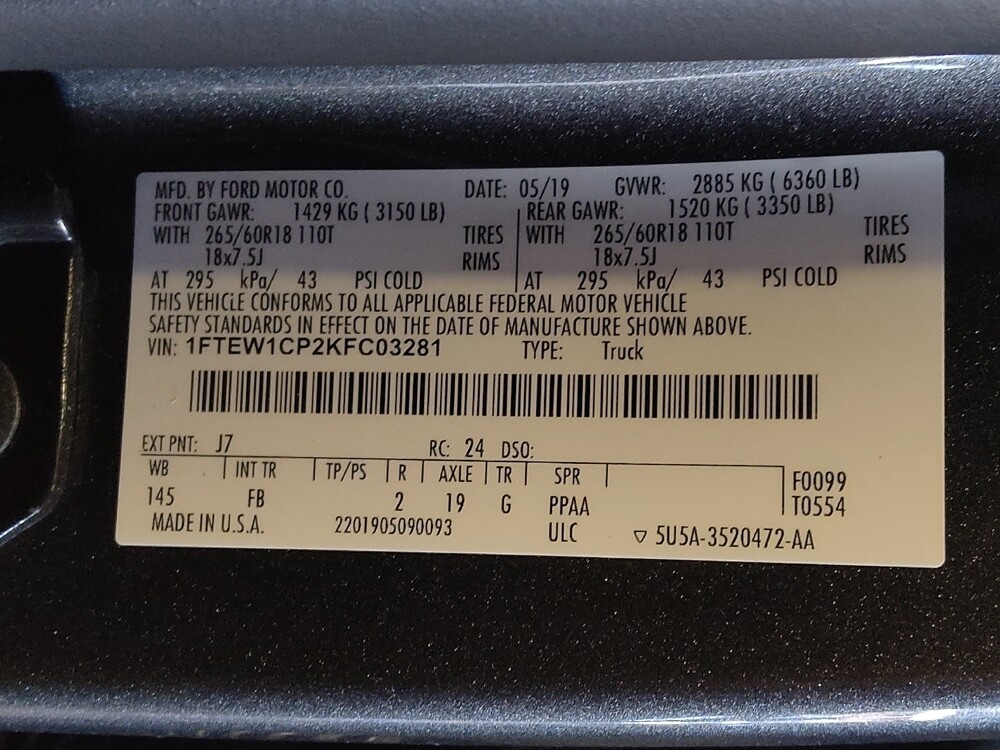 MFD. BY FORD MOTOR CO. DATE: 05/19 GVWR: 2885 KG ( 6360 LB)
FRONT GAWR: 1429 KG ( 3150 LB) REAR GAWR: 1520 KG ( 3350 LB)
WITH 265/60R18 110T TIRES WITH 265/60R18 110T TIRES
18x7.5J RIMS 18x7.5J RIMS
AT 295 kPa/ 43 PSI COLD AT 295 kPa/ 43 PSI COLD
THIS VEHICLE CONFORMS TO ALL APPLICABLE FEDERAL MOTOR VEHICLE
SAFETY STANDARDS IN EFFECT ON THE DATE OF MANUFACTURE SHOWN ABOVE.
VIN: 1FTEW1CP2KFC03281 TYPE: Truck
EXT PNT: J7 RC: 24 DSO:
WB INT TR TP/PS R AXLE TR SPR F0099
145 FB 2 19 G PPAA T0554
MADE IN U.S.A. 2201905090093 ULC ▽ 5U5A-3520472-AA